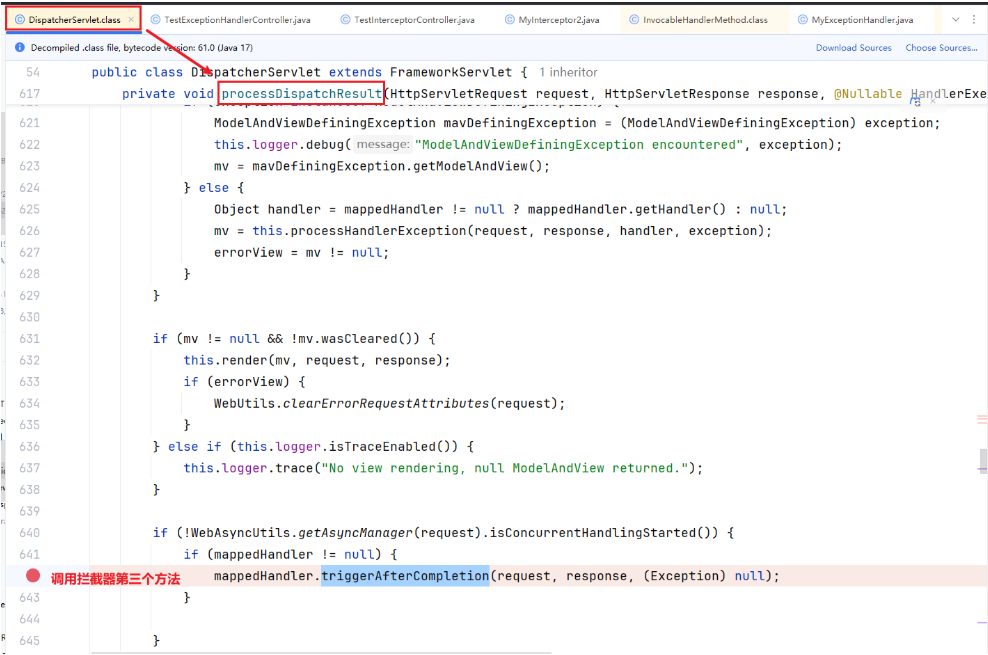 DispatcherServlet.class × TestExceptionHandlerController.java TestInterceptorController.java MyInterceptor2.java InvocableHandlerMethod.class MyExceptionHandler.java
Decompiled .class file, bytecode version: 61.0 (Java 17) Download Sources Choose Sources...
54 public class DispatcherServlet extends FrameworkServlet { 1 inheritor
617 private void processDispatchResult(HttpServletRequest request, HttpServletResponse response, @Nullable HandlerExe
621 ModelAndViewDefiningException mavDefiningException = (ModelAndViewDefiningException) exception;
622 this.logger.debug( message: "ModelAndViewDefiningException encountered", exception);
623 mv = mavDefiningException.getModelAndView();
624 } else {
625 Object handler = mappedHandler != null ? mappedHandler.getHandler() : null;
626 mv = this.processHandlerException(request, response, handler, exception);
627 errorView = mv != null;
628 }
629 }
630
631 if (mv != null && !mv.wasCleared()) {
632 this.render(mv, request, response);
633 if (errorView) {
634 WebUtils.clearErrorRequestAttributes(request);
635 }
636 } else if (this.logger.isTraceEnabled()) {
637 this.logger.trace("No view rendering, null ModelAndView returned.");
638 }
639
640 if (!WebAsyncUtils.getAsyncManager(request).isConcurrentHandlingStarted()) {
641 if (mappedHandler != null) {
调用拦截器第三个方法 mappedHandler.triggerAfterCompletion(request, response, (Exception) null);
643 }
644
645 }